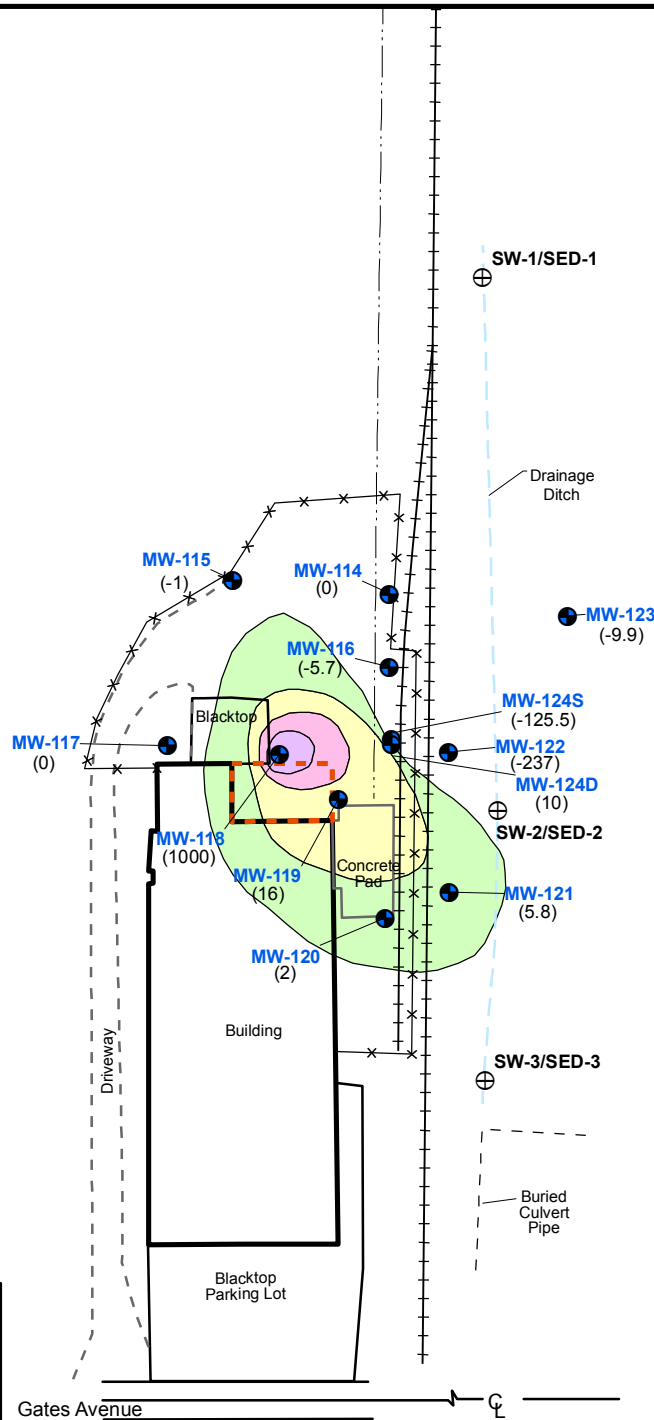 SW-1/SED-1
Drainage
Ditch
MW-115
(-1)
MW-114
(0)
MW-123
(-9.9)
MW-116
(-5.7)
MW-124S
(-125.5)
Blacktop
MW-117
(0)
MW-122
(-237)
MW-124D
(10)
SW-2/SED-2
MW-118
(1000)
MW-119
(16)
Concrete
Pad
MW-121
(5.8)
MW-120
(2)
Building
Driveway
SW-3/SED-3
Buried
Culvert
Pipe
Blacktop
Parking Lot
Gates Avenue
℄